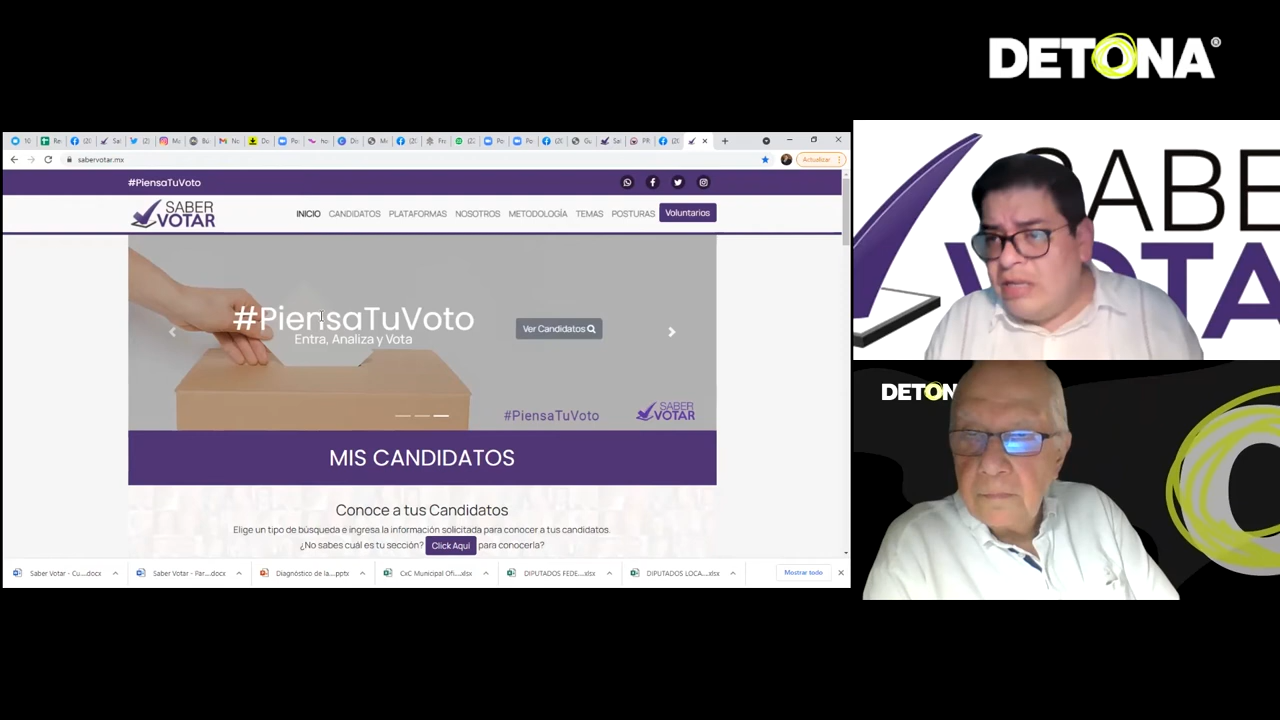 DETONA®
sabervotar.mx
Actualizar
#PiensaTuVoto
SABER
VOTAR
INICIO CANDIDATOS PLATAFORMAS NOSOTROS METODOLOGÍA TEMAS POSTURAS Voluntarios
#PiensaTuVoto
Entra, Analiza y Vota
Ver Candidatos
#PiensaTuVoto
SABER
VOTAR
MIS CANDIDATOS
Conoce a tus Candidatos
Elige un tipo de búsqueda e ingresa la información solicitada para conocer a tus candidatos.
¿No sabes cuál es tu sección? Click Aquí para conocerla?
Saber Votar - Cu....docx
Saber Votar - Par....docx
Diagnóstico de la....pptx
CxC Municipal Ofi....xlsx
DIPUTADOS FEDE....xlsx
DIPUTADOS LOCA....xlsx
Mostrar todo
DETON